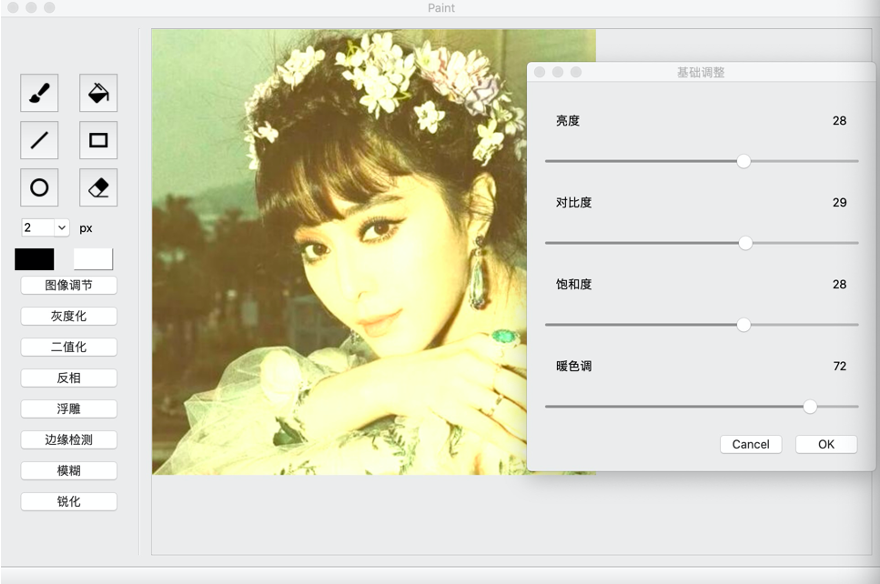 Paint
基础调整
亮度 28
对比度 29
饱和度 28
暖色调 72
Cancel OK
2 px
图像调节
灰度化
二值化
反相
浮雕
边缘检测
模糊
锐化